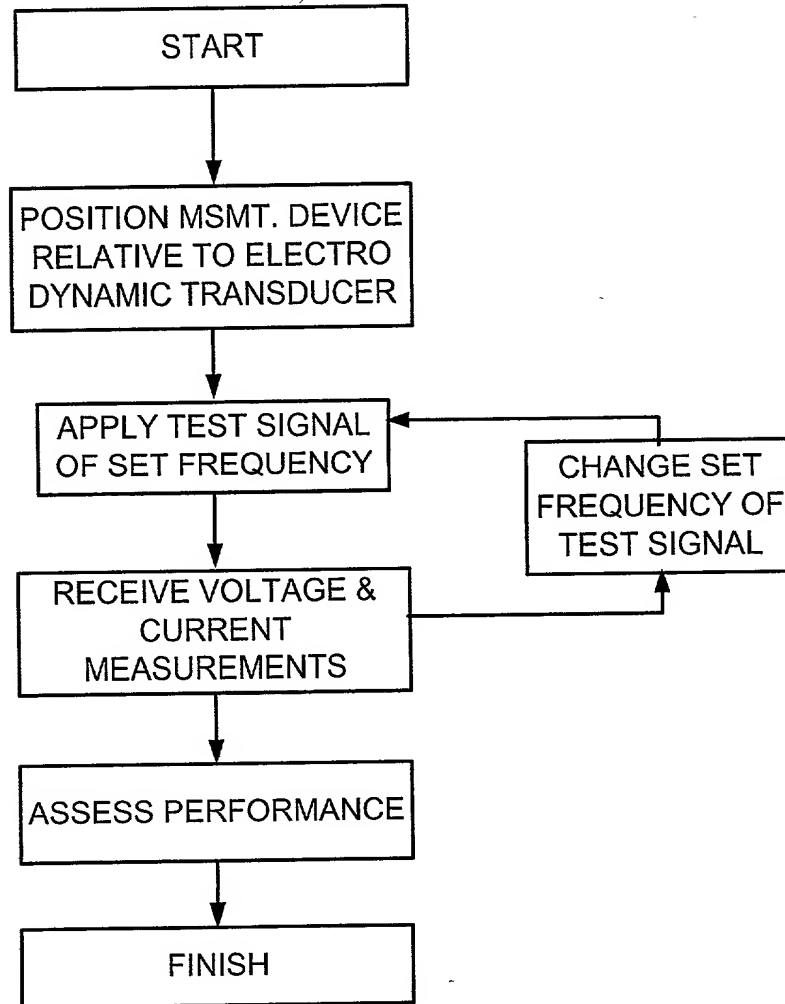 START
POSITION MSMT. DEVICE
RELATIVE TO ELECTRO
DYNAMIC TRANSDUCER
APPLY TEST SIGNAL
OF SET FREQUENCY
CHANGE SET
FREQUENCY OF
TEST SIGNAL
RECEIVE VOLTAGE &
CURRENT
MEASUREMENTS
ASSESS PERFORMANCE
FINISH